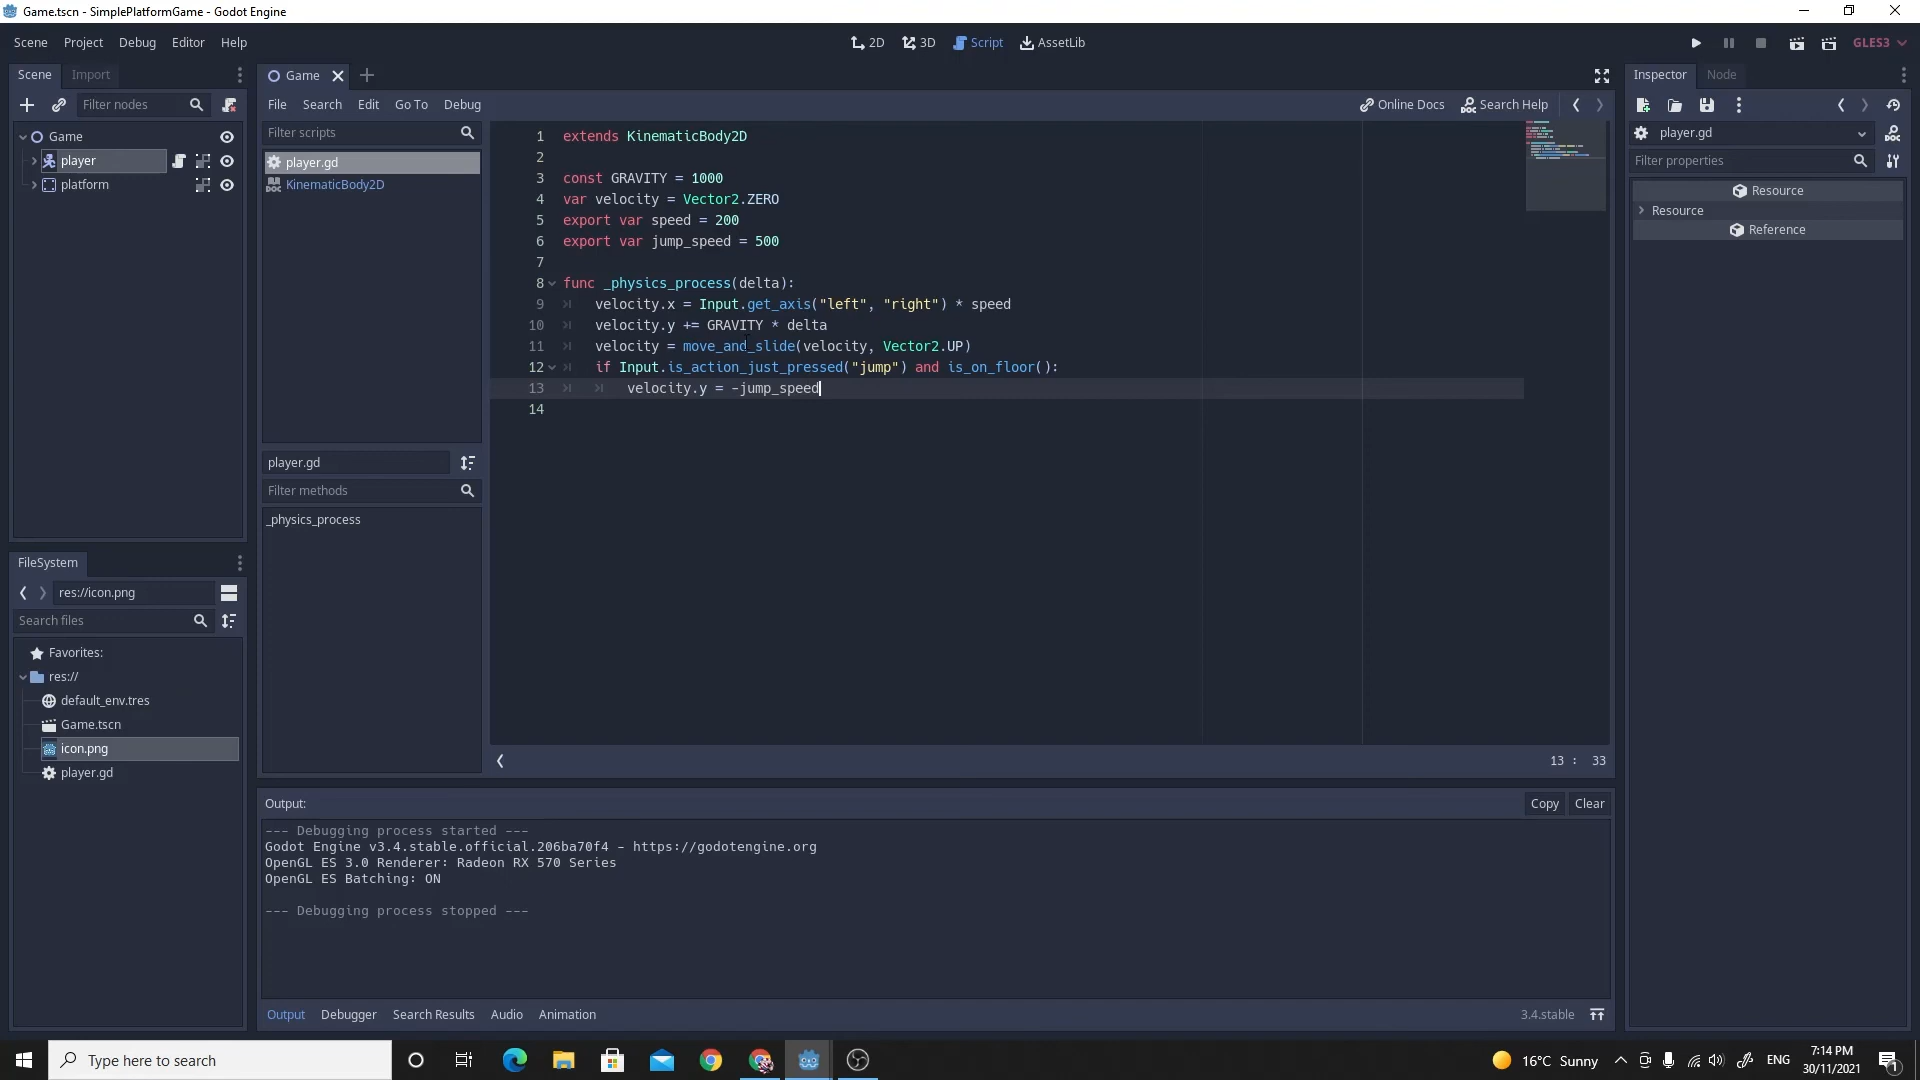 Game.tscn - SimplePlatformGame - Godot Engine
Scene Project Debug Editor Help
2D 3D Script AssetLib
GLES3
Scene Import
Filter nodes
Game
player
platform
FileSystem
res://icon.png
Search files
Favorites:
res://
default_env.tres
Game.tscn
icon.png
player.gd
Game
File Search Edit Go To Debug
Online Docs Search Help
Filter scripts
player.gd
KinematicBody2D
player.gd
Filter methods
_physics_process
1 extends KinematicBody2D
2
3 const GRAVITY = 1000
4 var velocity = Vector2.ZERO
5 export var speed = 200
6 export var jump_speed = 500
7
8 func _physics_process(delta):
9 velocity.x = Input.get_axis("left", "right") * speed
10 velocity.y += GRAVITY * delta
11 velocity = move_and_slide(velocity, Vector2.UP)
12 if Input.is_action_just_pressed("jump") and is_on_floor():
13 velocity.y = -jump_speed
14
13 : 33
Output:
Copy Clear
--- Debugging process started ---
Godot Engine v3.4.stable.official.206ba70f4 - https://godotengine.org
OpenGL ES 3.0 Renderer: Radeon RX 570 Series
OpenGL ES Batching: ON
--- Debugging process stopped ---
Output Debugger Search Results Audio Animation
3.4.stable
Inspector Node
player.gd
Filter properties
Resource
Resource
Reference
Type here to search
16°C Sunny
ENG
7:14 PM
30/11/2021
1